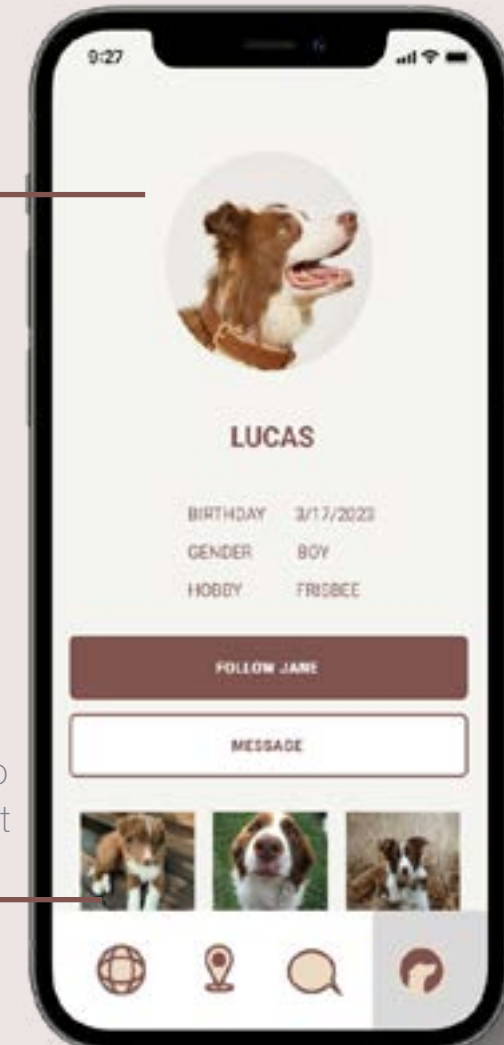 9:27
LUCAS
BIRTHDAY 3/17/2023
GENDER BOY
HOBBY FRISBEE
FOLLOW JANE
MESSAGE